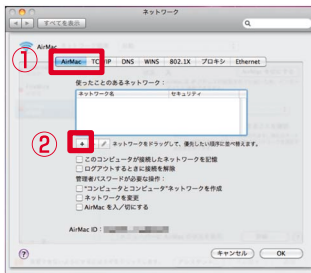 ネットワーク
すべてを表示
AirMac
①
AirMac TCP/IP DNS WINS 802.1X プロキシ Ethernet
使ったことのあるネットワーク：
ネットワーク名 セキュリティ
②
+ - ネットワークをドラッグして、優先したい順序に並べ替えます。
このコンピュータが接続したネットワークを記憶
ログアウトするときに接続を解除
管理者パスワードが必要な操作：
"コンピュータとコンピュータ"ネットワークを作成
ネットワークを変更
AirMac を入／切にする
AirMac ID：
? キャンセル OK